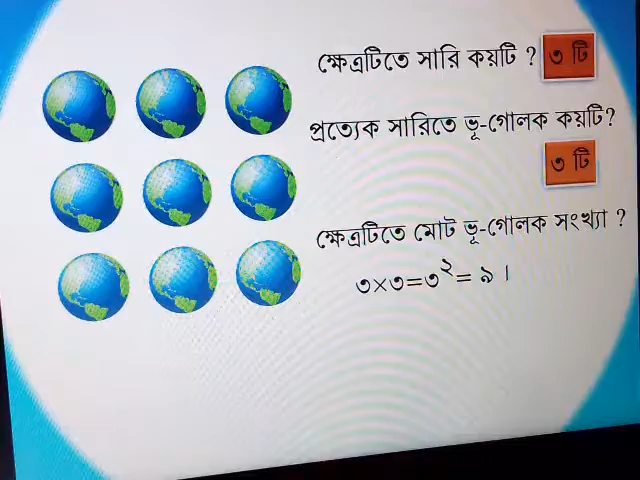 ক্ষেত্রটিতে সারি কয়টি ? ৩ টি
প্রত্যেক সারিতে ভূ-গোলক কয়টি?
৩ টি
ক্ষেত্রটিতে মোট ভূ-গোলক সংখ্যা ?
৩×৩=৩²= ৯ ।